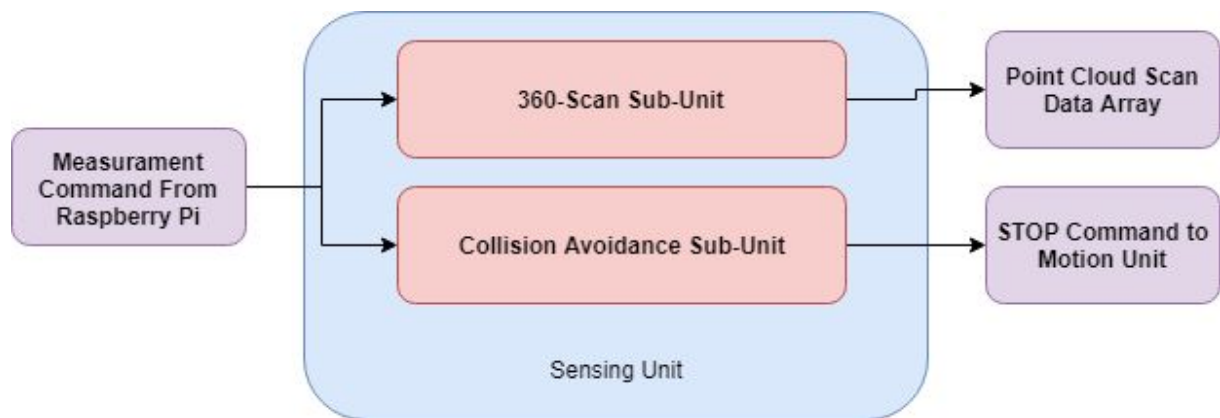 Measurament
Command From
Raspberry Pi
360-Scan Sub-Unit
Collision Avoidance Sub-Unit
Sensing Unit
Point Cloud Scan
Data Array
STOP Command to
Motion Unit